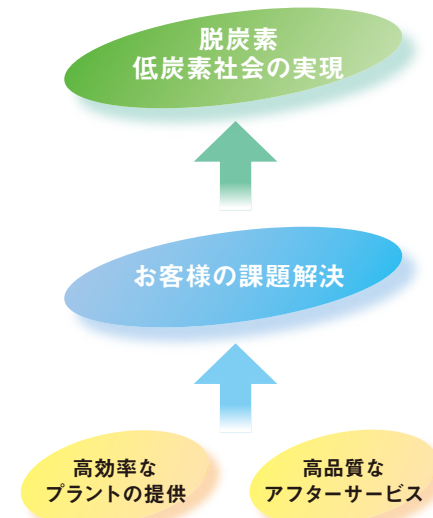 脱炭素
低炭素社会の実現
お客様の課題解決
高効率な
プラントの提供
高品質な
アフターサービス